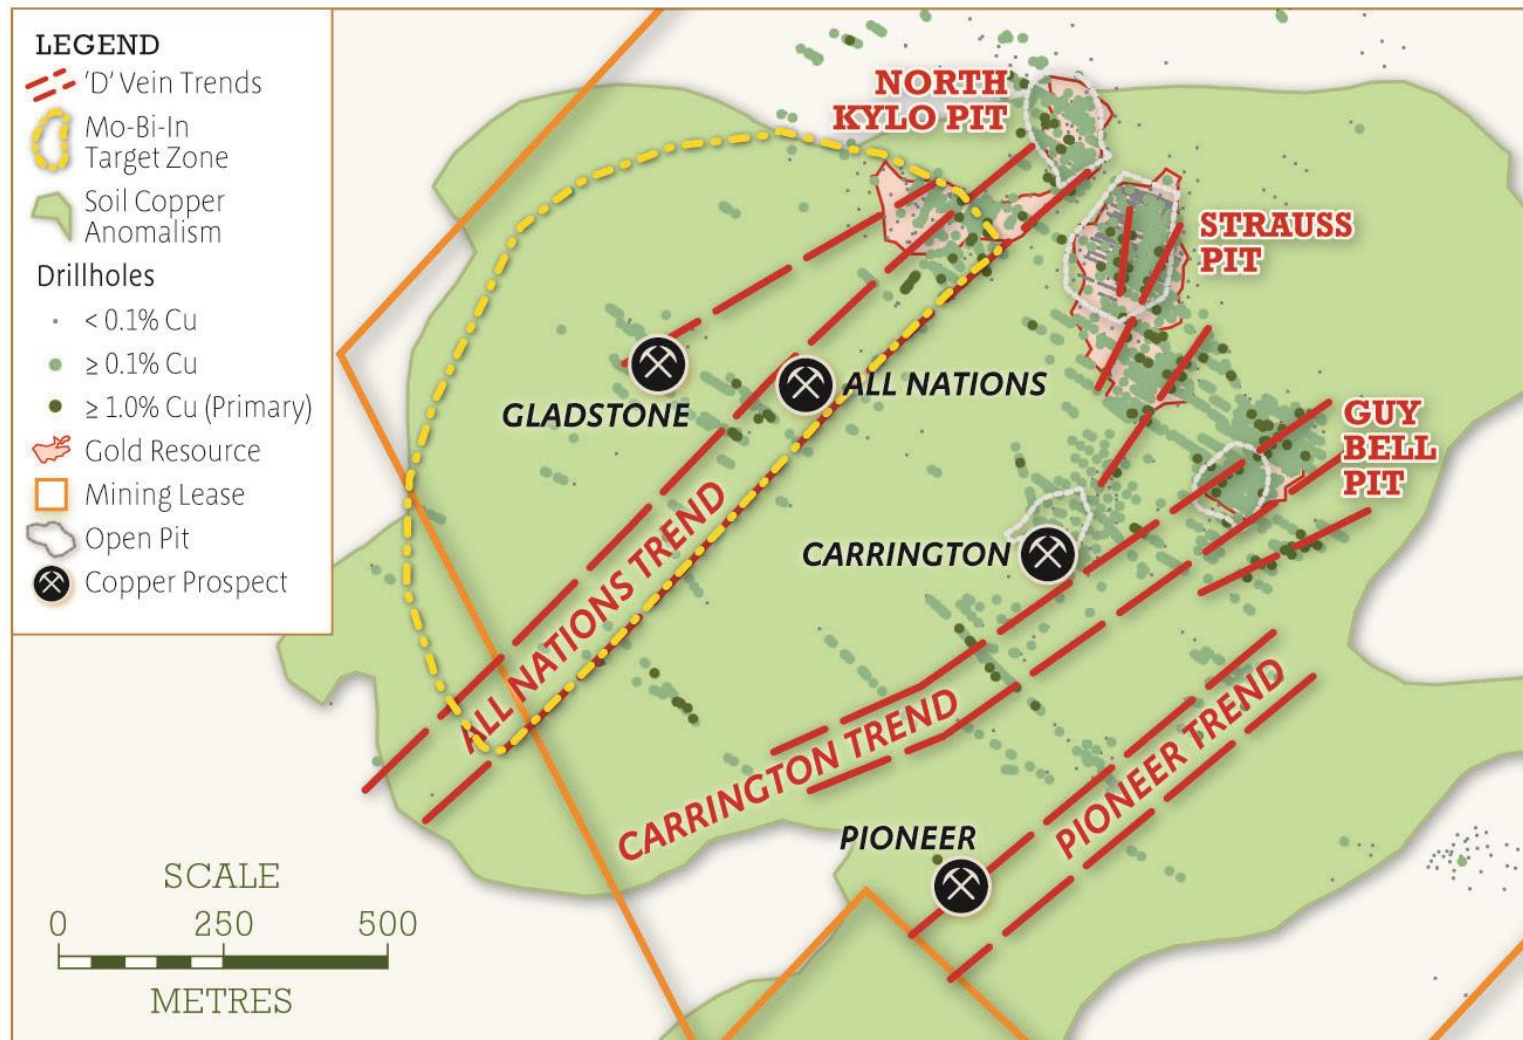 LEGEND
'D' Vein Trends
Mo-Bi-In
Target Zone
Soil Copper
Anomalism
Drillholes
< 0.1% Cu
≥ 0.1% Cu
≥ 1.0% Cu (Primary)
Gold Resource
Mining Lease
Open Pit
Copper Prospect
NORTH
KYLO PIT
STRAUSS
PIT
GUY
BELL
PIT
GLADSTONE
ALL NATIONS
CARRINGTON
PIONEER
ALL NATIONS TREND
CARRINGTON TREND
PIONEER TREND
SCALE
0 250 500
METRES